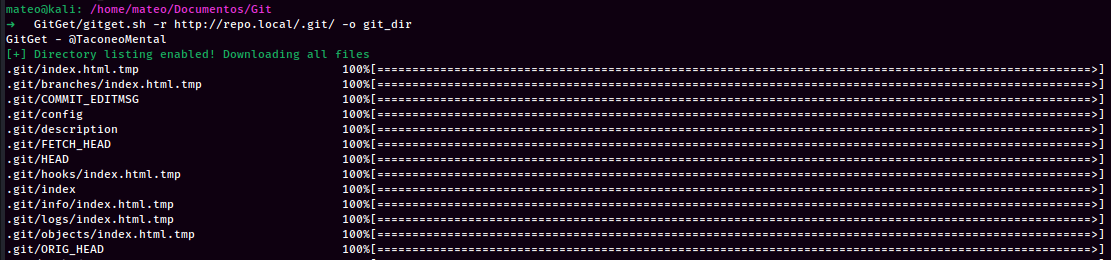 mateo@kali: /home/mateo/Documentos/Git
➜ GitGet/gitget.sh -r http://repo.local/.git/ -o git_dir
GitGet - @TaconeoMental
[+] Directory listing enabled! Downloading all files
.git/index.html.tmp 100%[====================================================================================================>]
.git/branches/index.html.tmp 100%[====================================================================================================>]
.git/COMMIT_EDITMSG 100%[====================================================================================================>]
.git/config 100%[====================================================================================================>]
.git/description 100%[====================================================================================================>]
.git/FETCH_HEAD 100%[====================================================================================================>]
.git/HEAD 100%[====================================================================================================>]
.git/hooks/index.html.tmp 100%[====================================================================================================>]
.git/index 100%[====================================================================================================>]
.git/info/index.html.tmp 100%[====================================================================================================>]
.git/logs/index.html.tmp 100%[====================================================================================================>]
.git/objects/index.html.tmp 100%[====================================================================================================>]
.git/ORIG_HEAD 100%[====================================================================================================>]